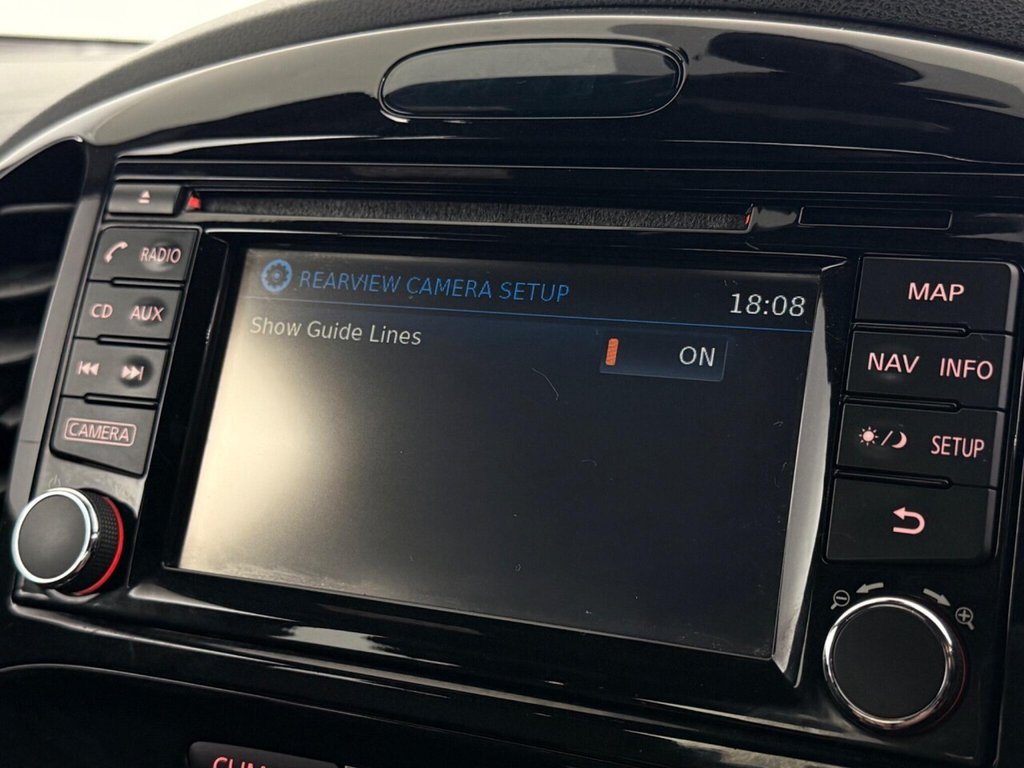 RADIO
CD AUX
CAMERA
REARVIEW CAMERA SETUP
18:08
Show Guide Lines
ON
MAP
NAV INFO
SETUP